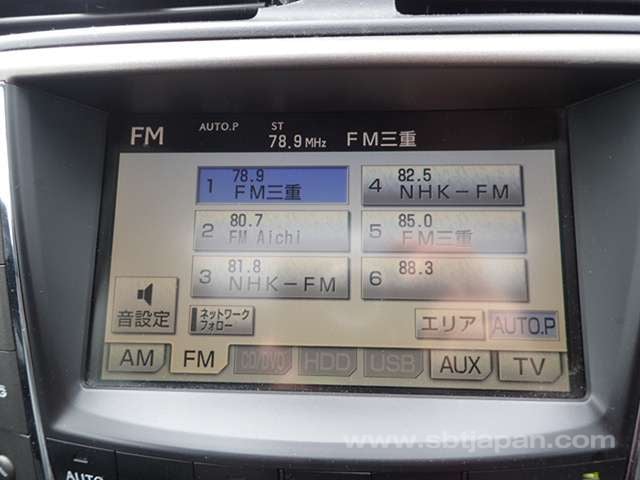 FM AUTO.P ST 78.9 MHz FM三重
1 78.9 FM三重
4 82.5 NHK-FM
2 80.7 FM Aichi
5 85.0 FM三重
3 81.8 NHK-FM
6 88.3
音設定
ネットワーク
フォロー
エリア AUTO.P
AM FM CD/DVD HDD USB AUX TV
www.sbtjapan.com
AUTO